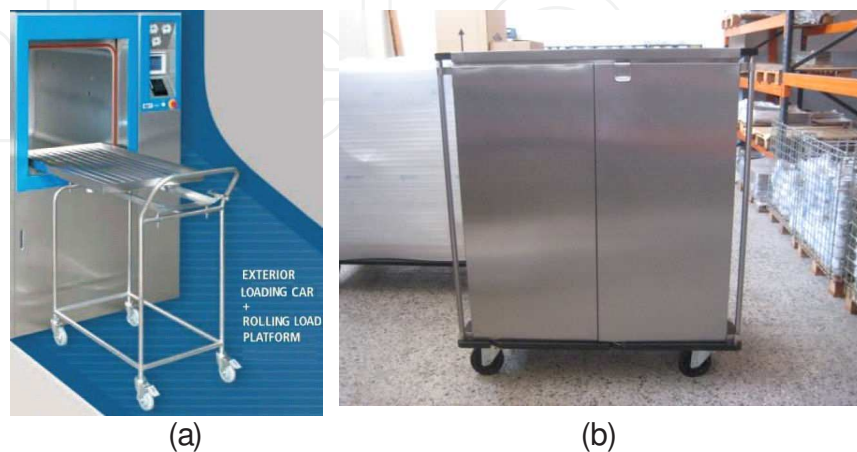 EXTERIOR
LOADING CAR
+
ROLLING LOAD
PLATFORM
(a)
(b)